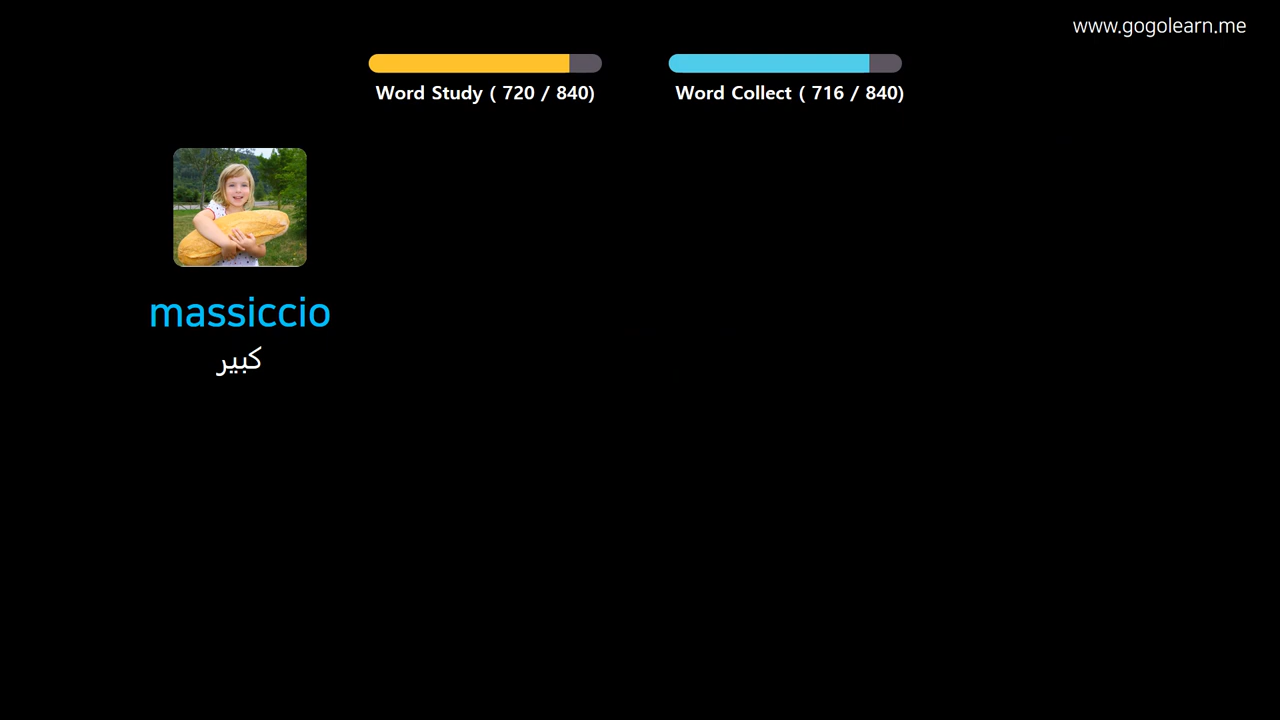 www.gogolearn.me
Word Study ( 720 / 840)
Word Collect ( 716 / 840)
massiccio
كبير